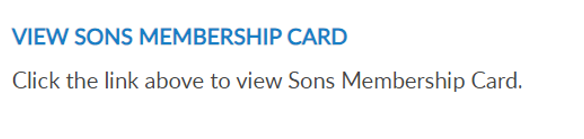 VIEW SONS MEMBERSHIP CARD
Click the link above to view Sons Membership Card.